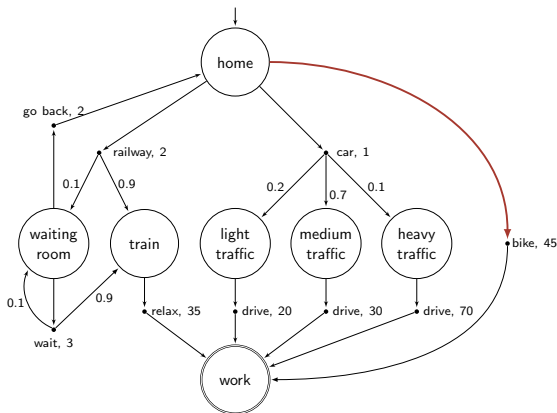 home
go back, 2
railway, 2
car, 1
0.1
0.9
0.2
0.7
0.1
waiting
room
train
light
traffic
medium
traffic
heavy
traffic
bike, 45
0.1
0.9
relax, 35
drive, 20
drive, 30
drive, 70
wait, 3
work